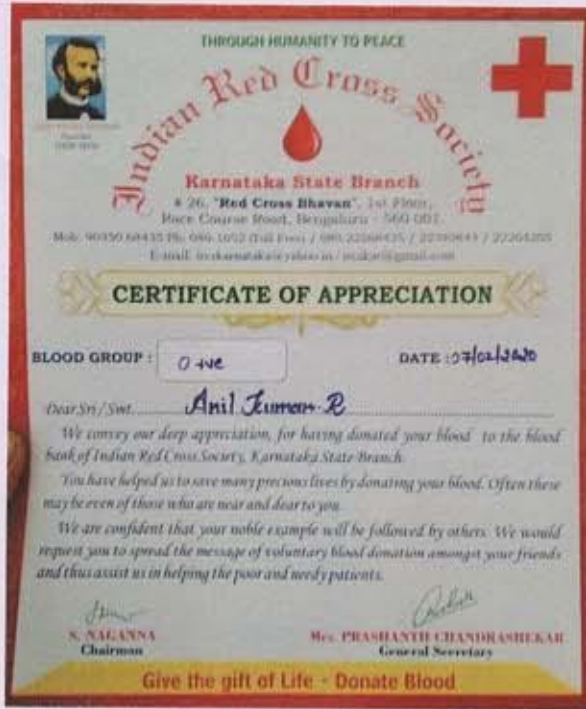 THROUGH HUMANITY TO PEACE
Indian Red Cross Society
Karnataka State Branch
# 26, "Red Cross Bhavan", 1st Floor,
Race Course Road, Bengaluru - 560 001.
CERTIFICATE OF APPRECIATION
BLOOD GROUP : O +ve
DATE : 07/02/2020
Dear Sri / Smt. Anil Kumar R
We convey our deep appreciation, for having donated your blood to the blood
bank of Indian Red Cross Society, Karnataka State Branch.
You have helped us to save many precious lives by donating your blood. Often these
may be even of those who are near and dear to you.
We are confident that your noble example will be followed by others. We would
request you to spread the message of voluntary blood donation amongst your friends
and thus assist us in helping the poor and needy patients.
S. NAGANNA
Chairman
PRASHANTH CHANDRASHEKAR
General Secretary
Give the gift of Life - Donate Blood